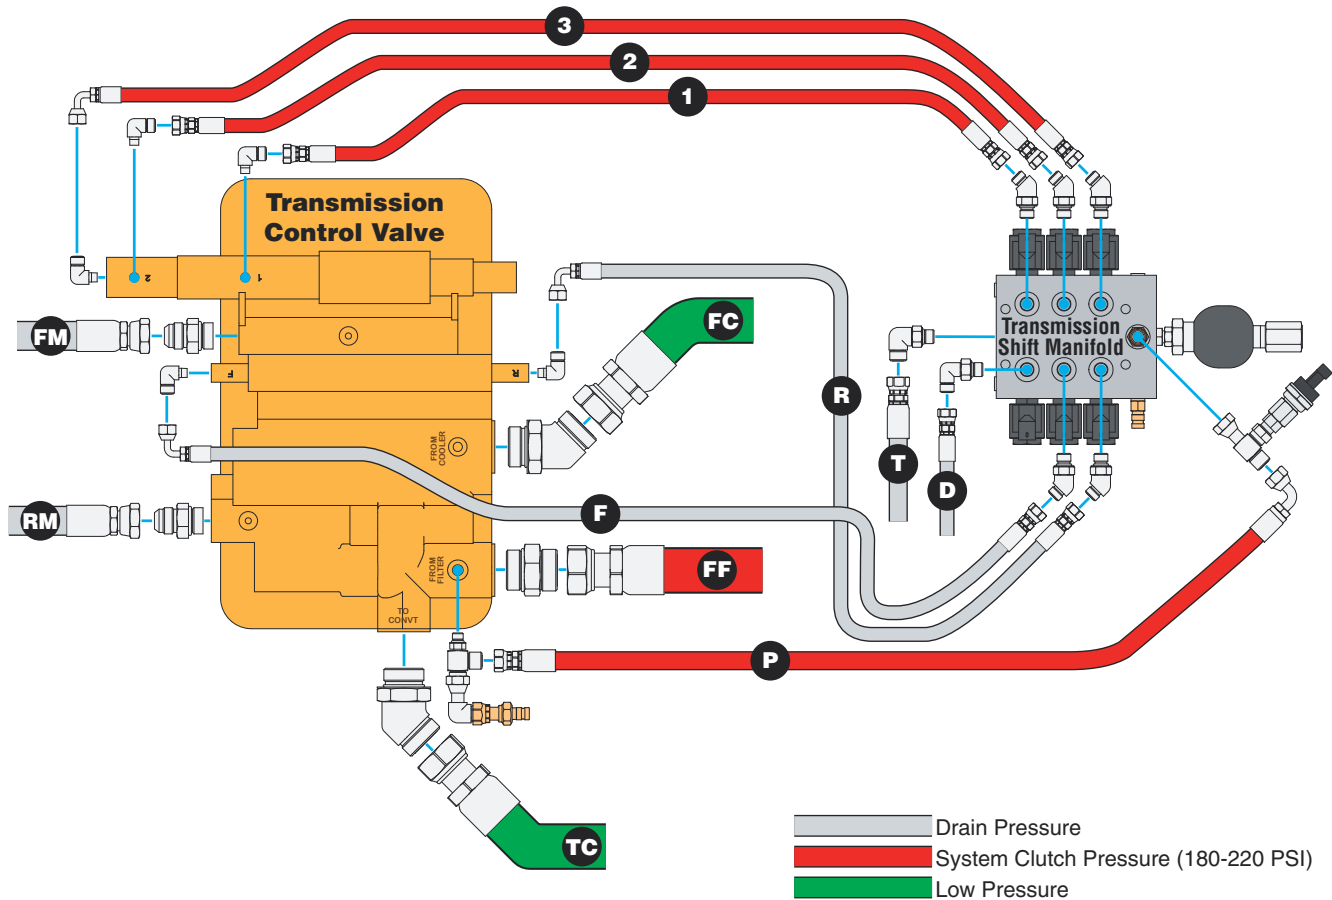 3
2
1
Transmission
Control Valve
2
1
FM
FC
F
R
Transmission
Shift Manifold
R
FROM
COOLER
T
D
RM
F
FROM
FILTER
FF
TO
CONVT
P
TC
Drain Pressure
System Clutch Pressure (180-220 PSI)
Low Pressure